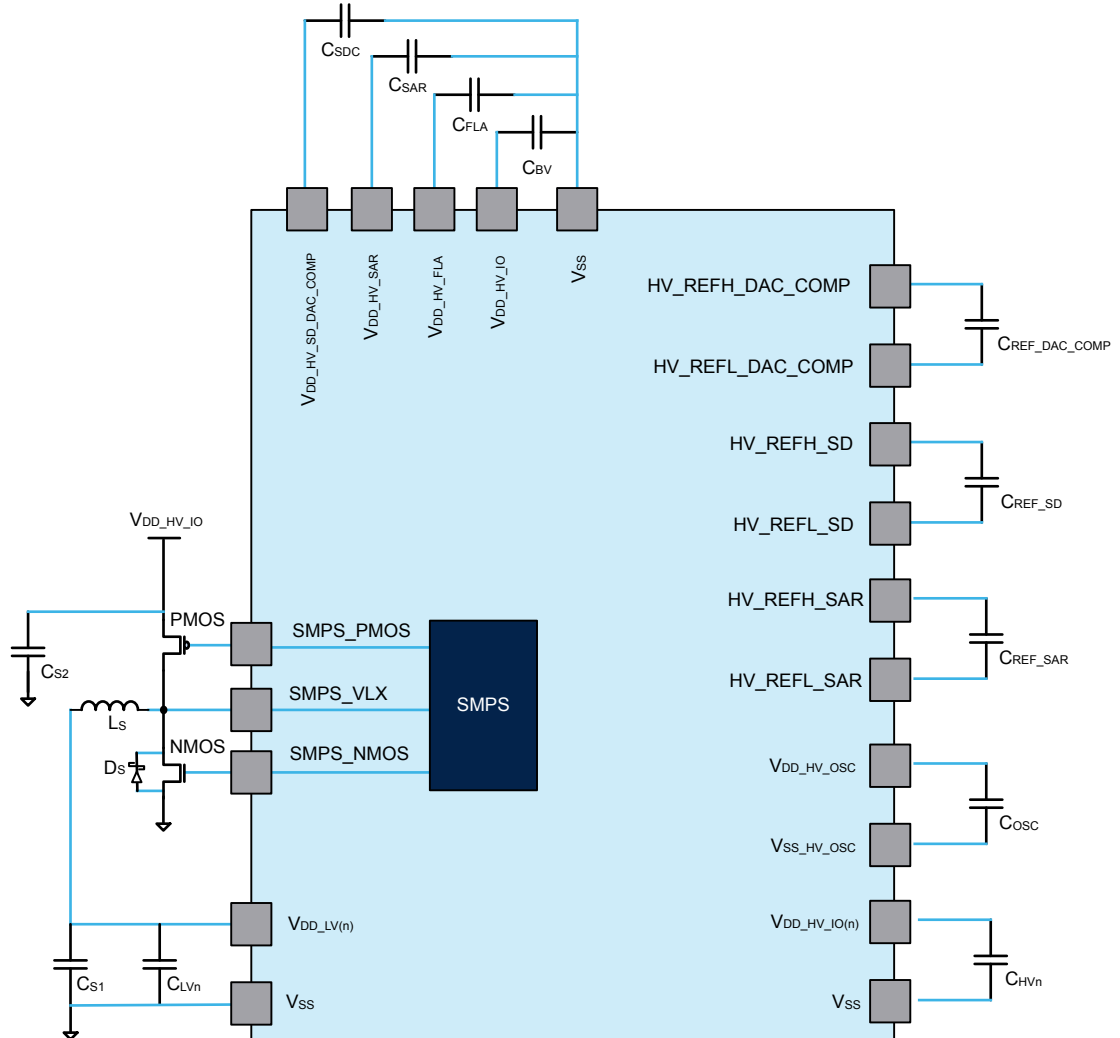 CSDC
CSAR
CFLA
CBV
VDD_HV_SD_DAC_COMP
VDD_HV_SAR
VDD_HV_FLA
VDD_HV_IO
VSS
HV_REFH_DAC_COMP
CREF_DAC_COMP
HV_REFL_DAC_COMP
HV_REFH_SD
CREF_SD
HV_REFL_SD
VDD_HV_IO
HV_REFH_SAR
PMOS
SMPS_PMOS
CREF_SAR
CS2
HV_REFL_SAR
SMPS_VLX
SMPS
LS
NMOS
SMPS_NMOS
DS
VDD_HV_OSC
COSC
VSS_HV_OSC
VDD_LV(n)
VDD_HV_IO(n)
CS1
CLVn
CHVn
VSS
VSS